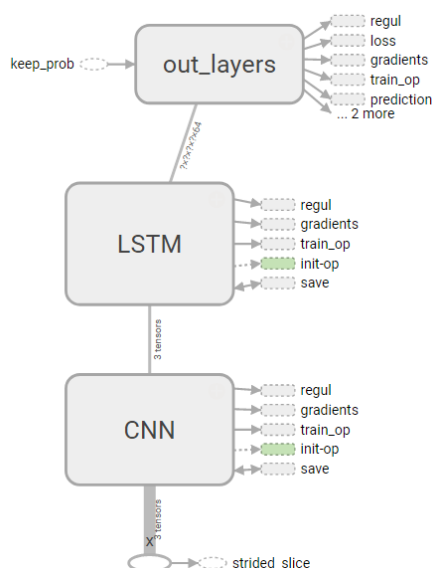 regul
loss
keep_prob
out_layers
gradients
train_op
prediction
... 2 more
?x?x?x?x64
LSTM
regul
gradients
train_op
init-op
save
3 tensors
CNN
regul
gradients
train_op
init-op
save
3 tensors
X
strided_slice